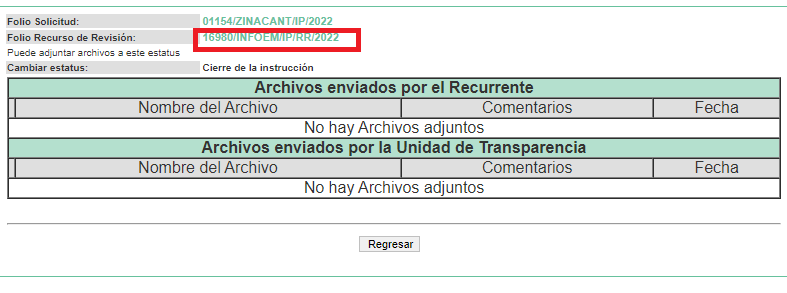 Folio Solicitud: 01154/ZINACANT/IP/2022
Folio Recurso de Revisión: 16980/INFOEM/IP/RR/2022
Puede adjuntar archivos a este estatus
Cambiar estatus: Cierre de la instrucción
Archivos enviados por el Recurrente
Nombre del Archivo Comentarios Fecha
No hay Archivos adjuntos
Archivos enviados por la Unidad de Transparencia
Nombre del Archivo Comentarios Fecha
No hay Archivos adjuntos
Regresar